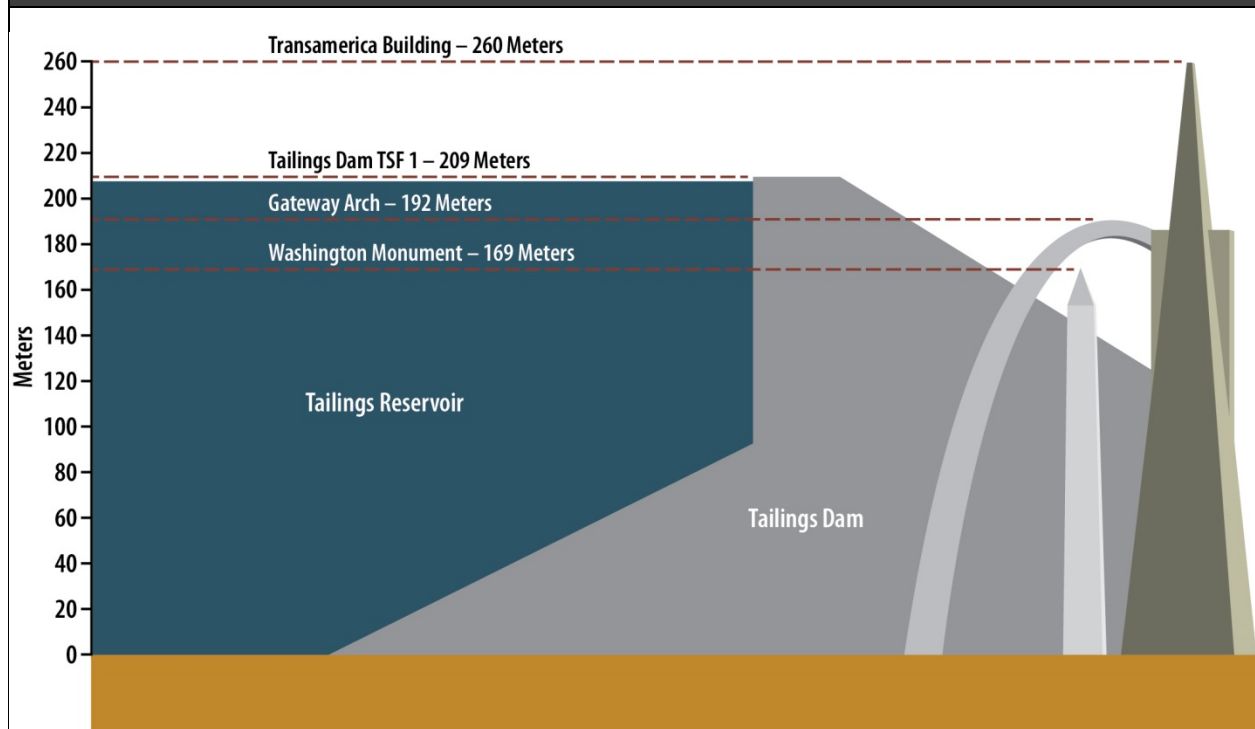 Transamerica Building – 260 Meters
260
240
220
Tailings Dam TSF 1 – 209 Meters
200
Gateway Arch – 192 Meters
180
Washington Monument – 169 Meters
160
140
Meters
120
Tailings Reservoir
100
80
60
Tailings Dam
40
20
0